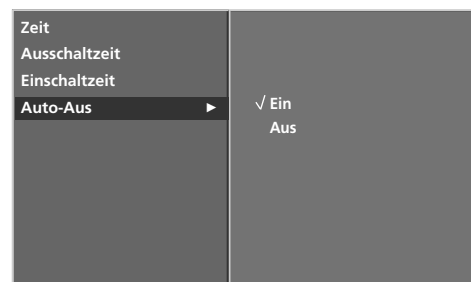 Zeit
Ausschaltzeit
Einschaltzeit
Auto-Aus ►
√ Ein
Aus